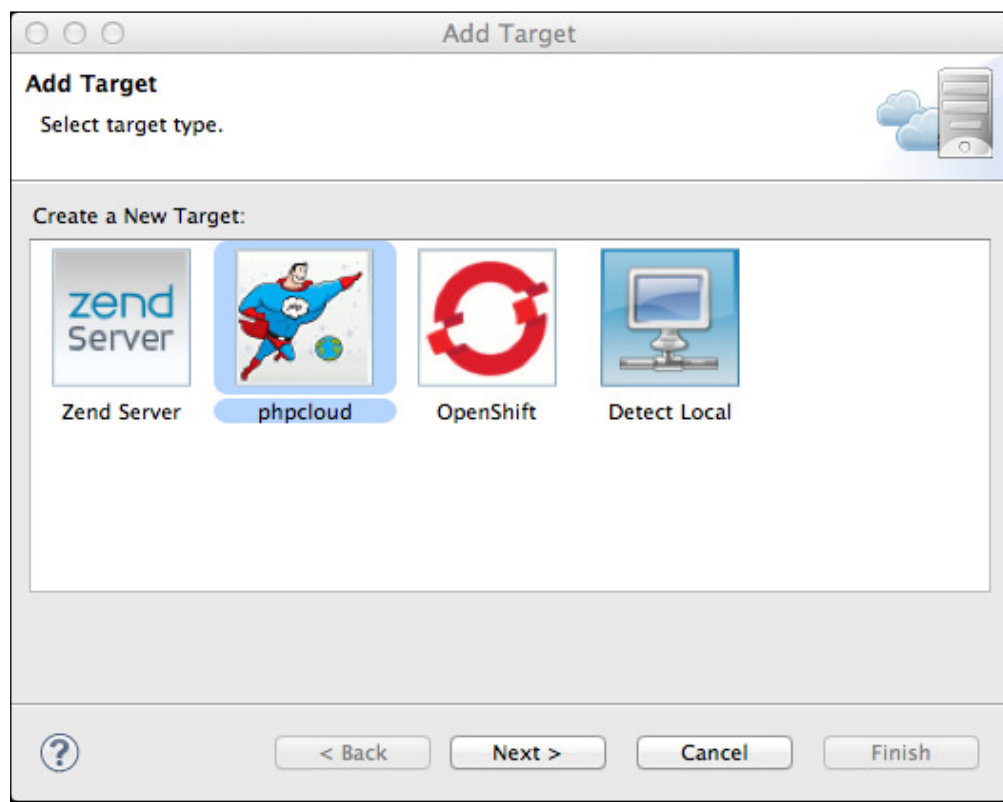 Add Target
Add Target
Select target type.
Create a New Target:
zend
Server
php
Zend Server
phpcloud
OpenShift
Detect Local
?
< Back
Next >
Cancel
Finish